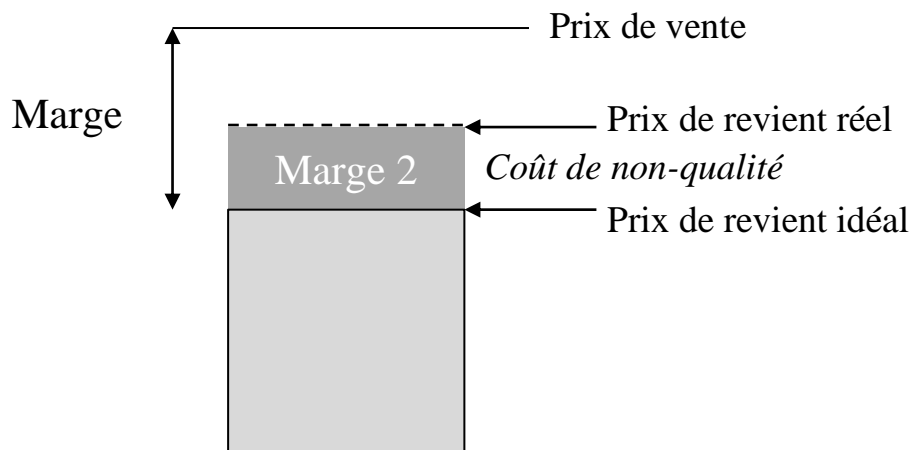 Prix de vente
Marge
Prix de revient réel
Marge 2
Coût de non-qualité
Prix de revient idéal